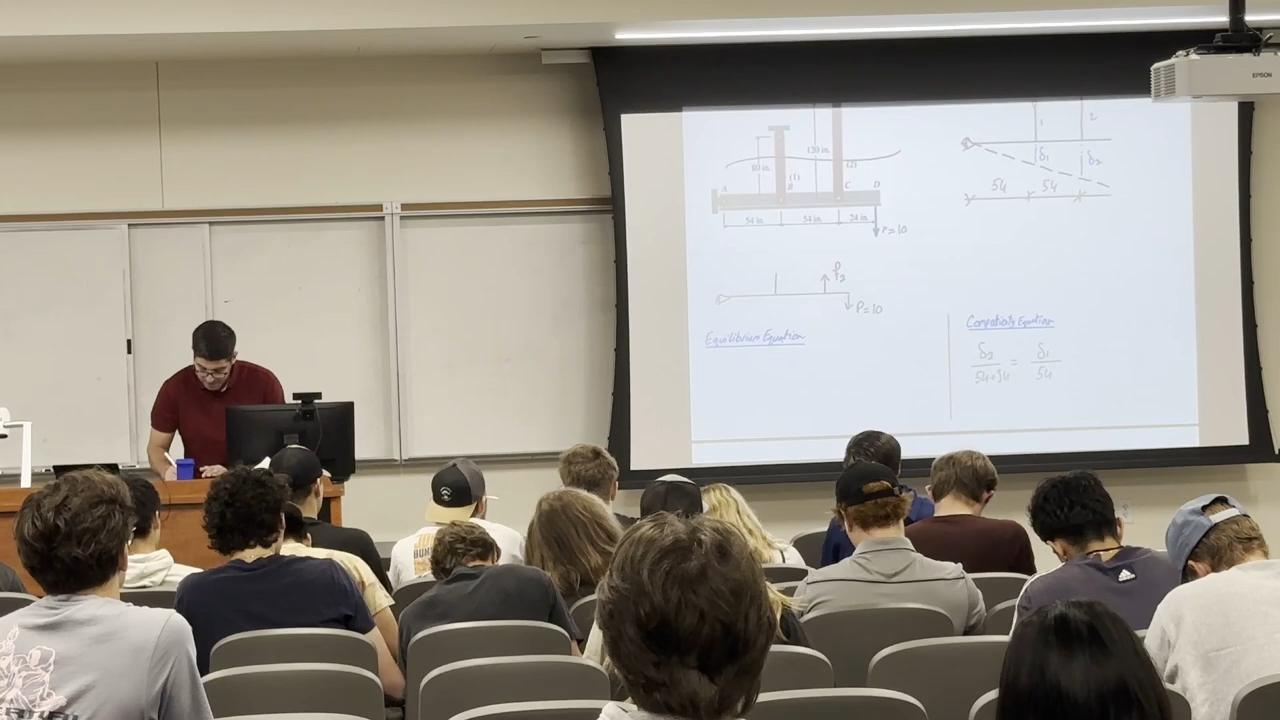 120 in.
80 in.
(1)
(2)
A
B
C
D
54 in.
54 in.
24 in.
P=10
1
2
δ₁
δ₂
54
54
P₂
P=10
Equilibrium Equation
Compatibility Equation
δ₂/54+54 = δ₁/54
EPSON